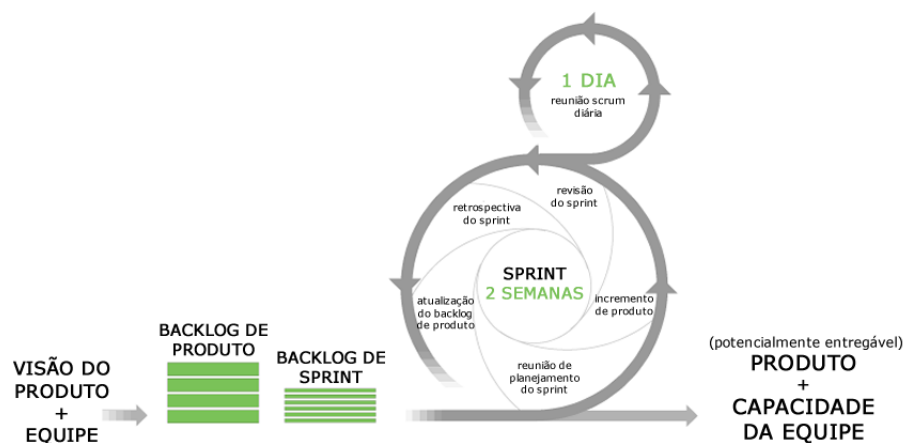 1 DIA
reunião scrum
diária
revisão
do sprint
retrospectiva
do sprint
SPRINT
2 SEMANAS
atualização
do backlog
de produto
incremento
de produto
reunião de
planejamento
do sprint
BACKLOG DE
PRODUTO
BACKLOG DE
SPRINT
VISÃO DO
PRODUTO
+
EQUIPE
(potencialmente entregável)
PRODUTO
+
CAPACIDADE
DA EQUIPE